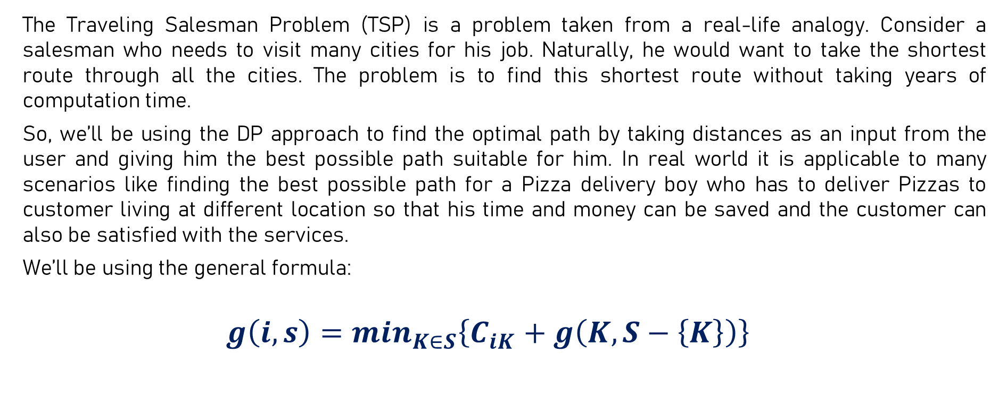 The Traveling Salesman Problem (TSP) is a problem taken from a real-life analogy. Consider a
salesman who needs to visit many cities for his job. Naturally, he would want to take the shortest
route through all the cities. The problem is to find this shortest route without taking years of
computation time.
So, we'll be using the DP approach to find the optimal path by taking distances as an input from the
user and giving him the best possible path suitable for him. In real world it is applicable to many
scenarios like finding the best possible path for a Pizza delivery boy who has to deliver Pizzas to
customer living at different location so that his time and money can be saved and the customer can
also be satisfied with the services.
We'll be using the general formula:
g(i, s) = min_{K∈S}{C_{iK} + g(K, S − {K})}